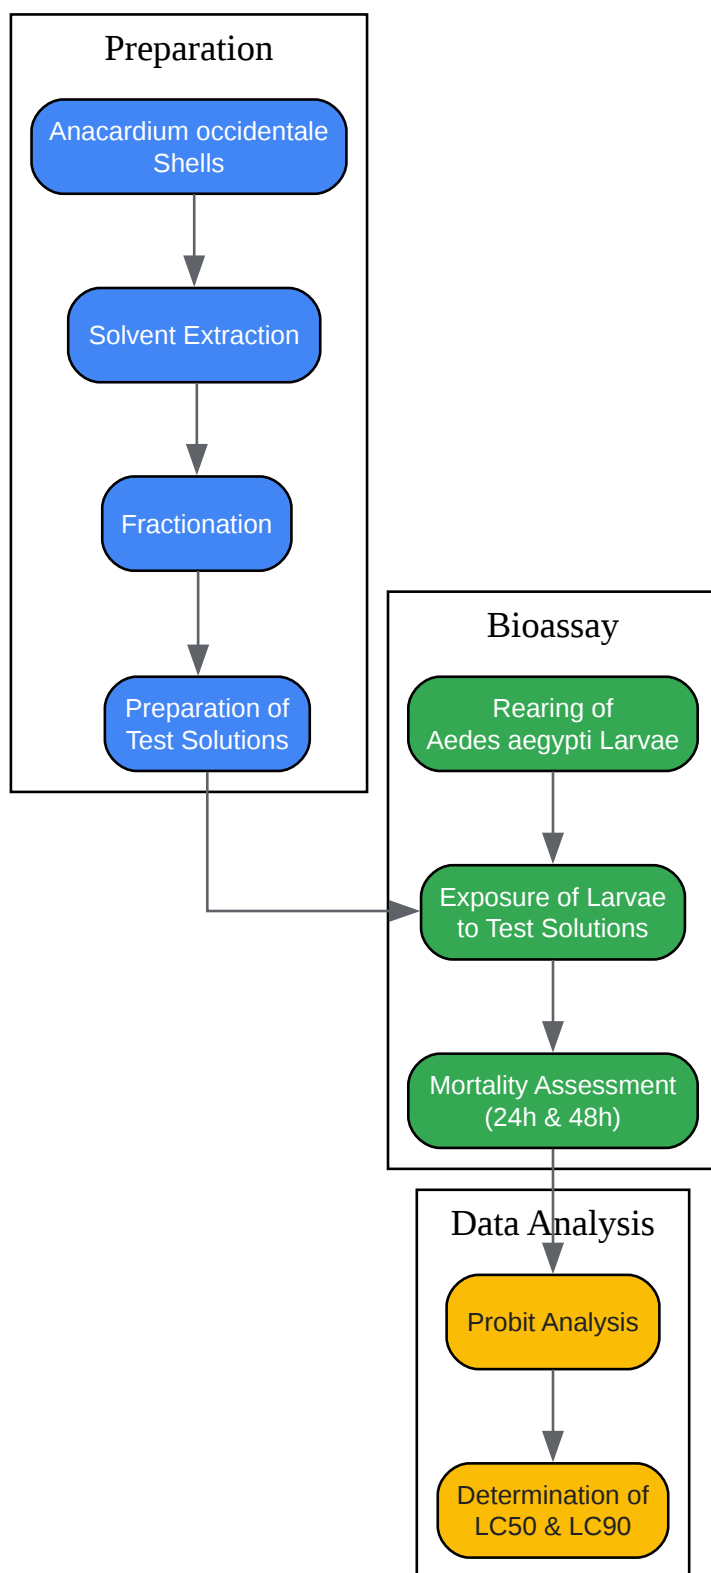 Preparation
Anacardium occidentale
Shells
Solvent Extraction
Fractionation
Preparation of
Test Solutions
Bioassay
Rearing of
Aedes aegypti Larvae
Exposure of Larvae
to Test Solutions
Mortality Assessment
(24h & 48h)
Data Analysis
Probit Analysis
Determination of
LC50 & LC90